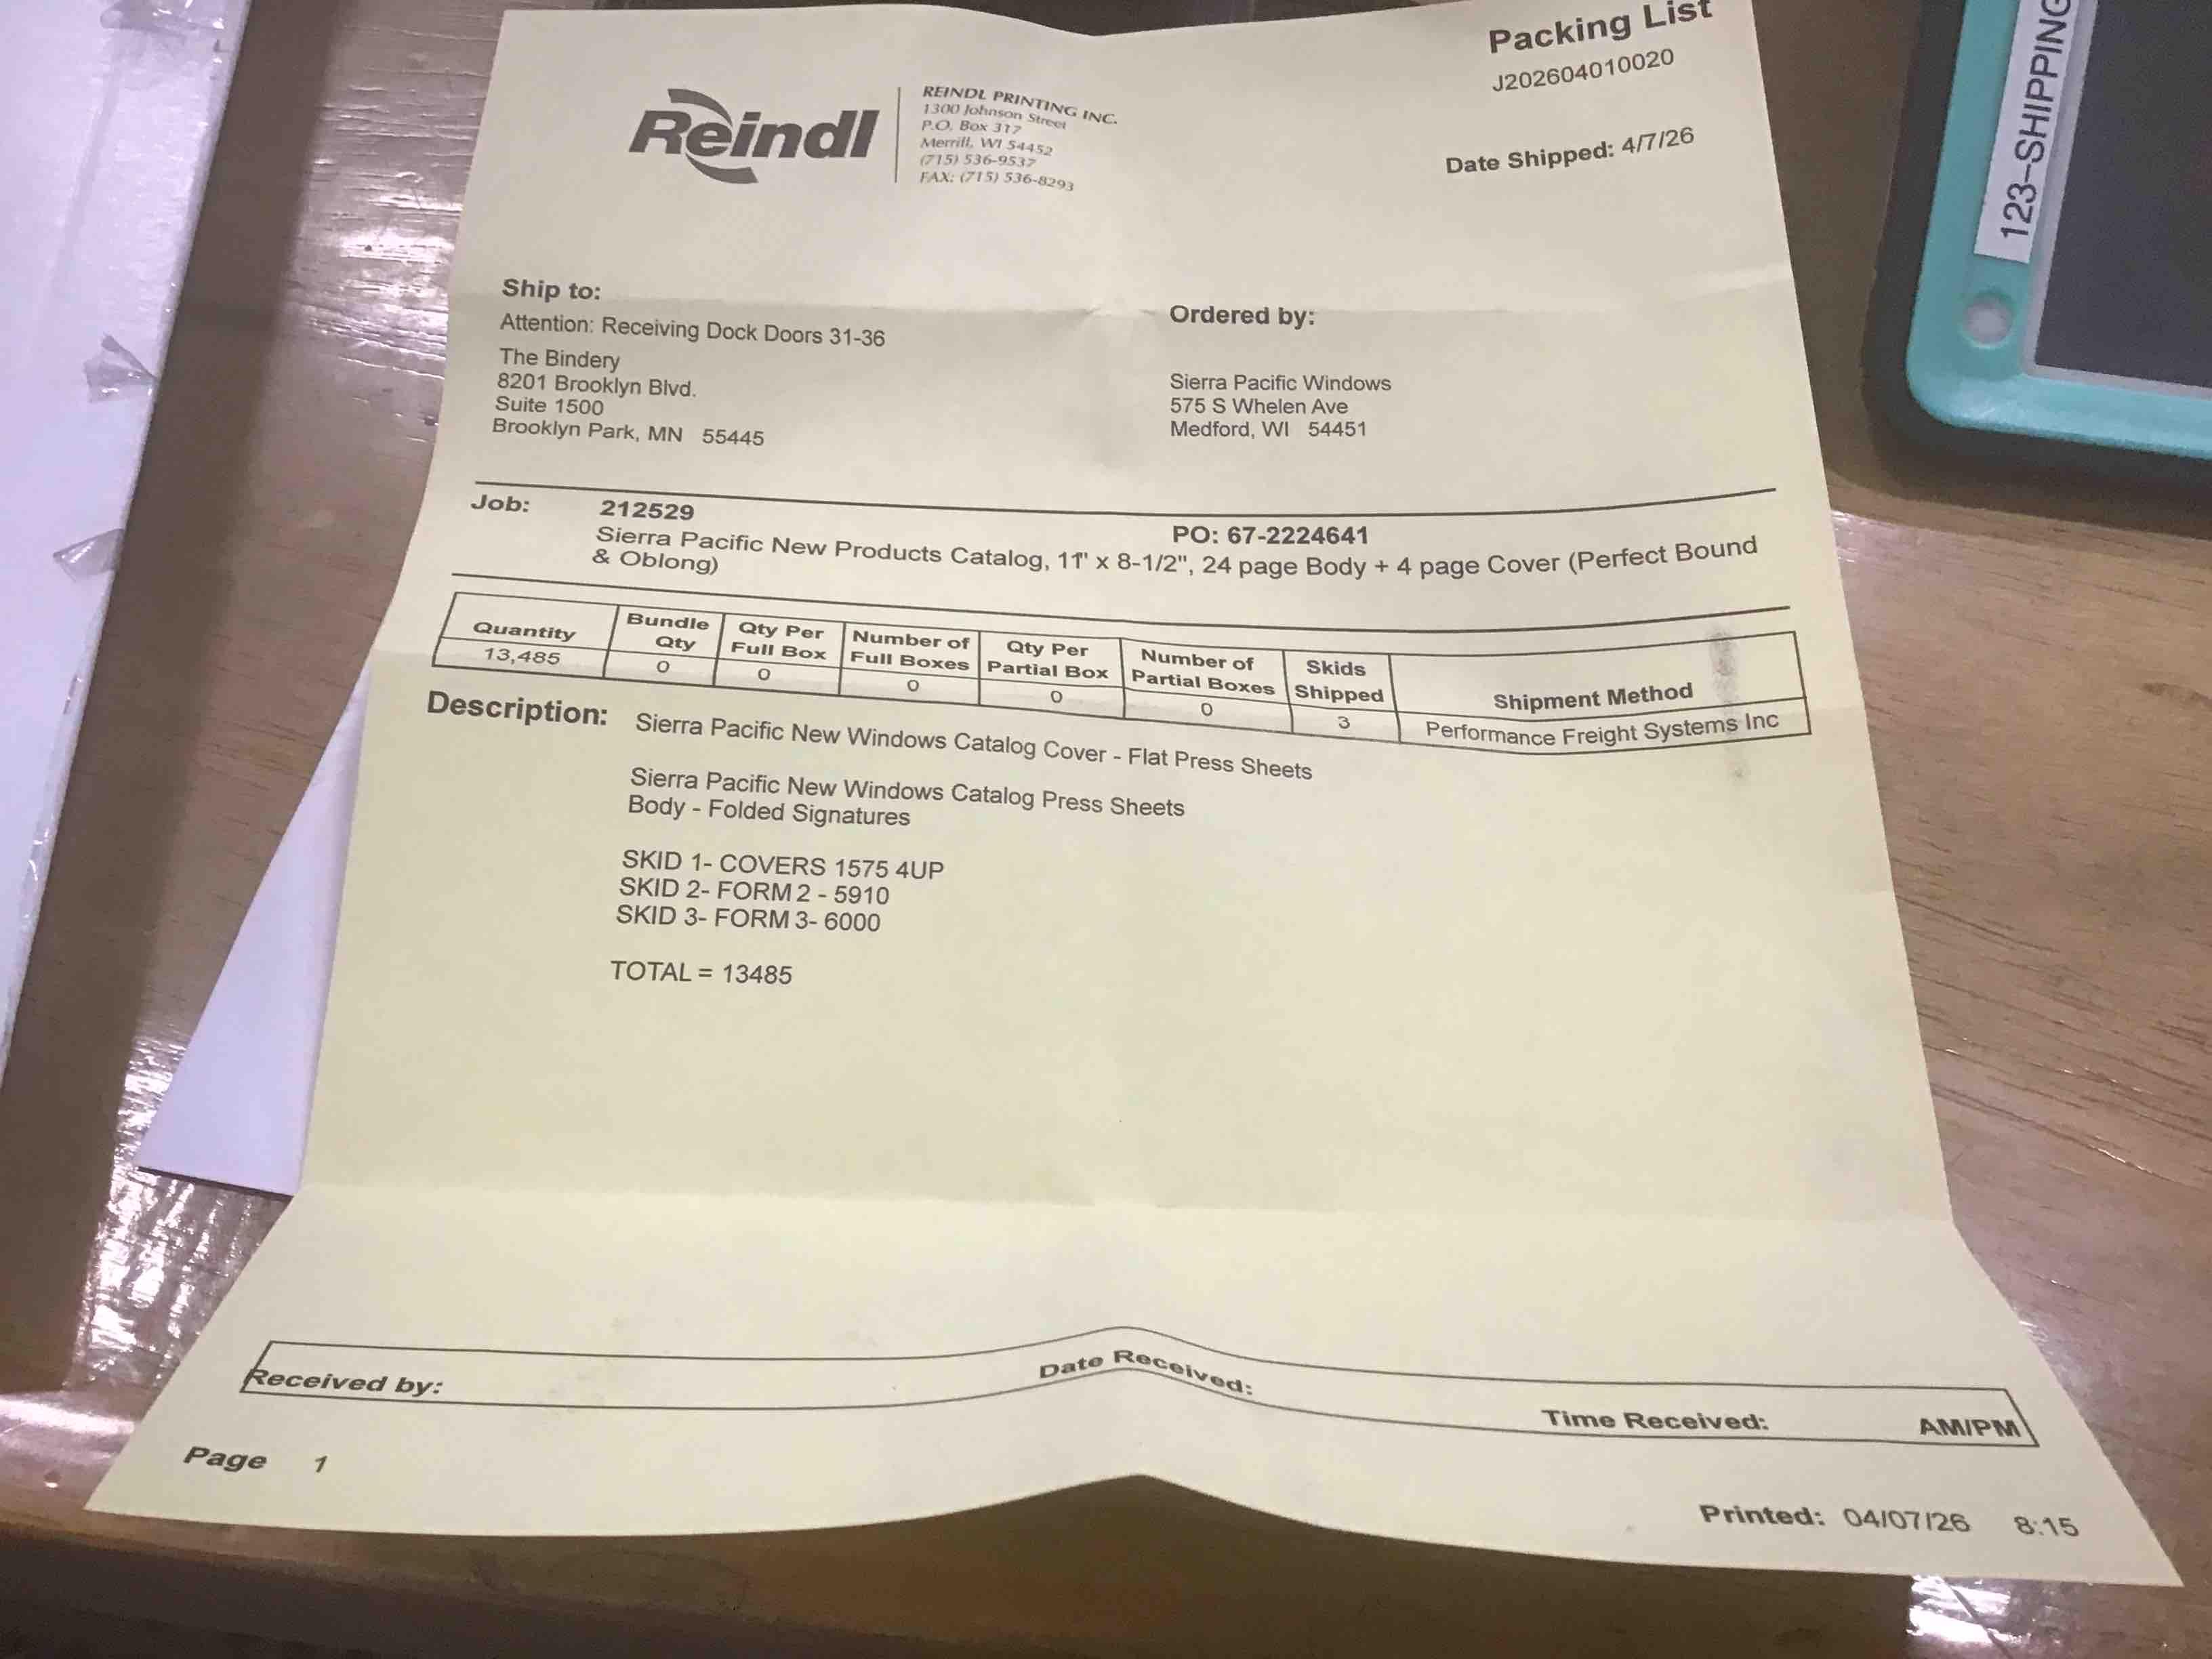 Packing List
J202604010020
Date Shipped: 4/7/26
Reindl
REINDL PRINTING INC.
1300 Johnson Street
P.O. Box 317
Merrill, WI 54452
(715) 536-9537
FAX: (715) 536-8293
123-SHIPPING
Ship to:
Attention: Receiving Dock Doors 31-36
The Bindery
8201 Brooklyn Blvd.
Suite 1500
Brooklyn Park, MN 55445
Ordered by:
Sierra Pacific Windows
575 S Whelen Ave
Medford, WI 54451
Job: 212529
PO: 67-2224641
Sierra Pacific New Products Catalog, 11" x 8-1/2", 24 page Body + 4 page Cover (Perfect Bound
& Oblong)
Quantity Bundle Qty Qty Per Full Box Number of Full Boxes Qty Per Partial Box Number of Partial Boxes Skids Shipped Shipment Method
13,485 0 0 0 0 0 3 Performance Freight Systems Inc
Description: Sierra Pacific New Windows Catalog Cover - Flat Press Sheets
Sierra Pacific New Windows Catalog Press Sheets
Body - Folded Signatures
SKID 1- COVERS 1575 4UP
SKID 2- FORM 2 - 5910
SKID 3- FORM 3- 6000
TOTAL = 13485
Received by: Date Received: Time Received: AM/PM
Page 1
Printed: 04/07/26 8:15